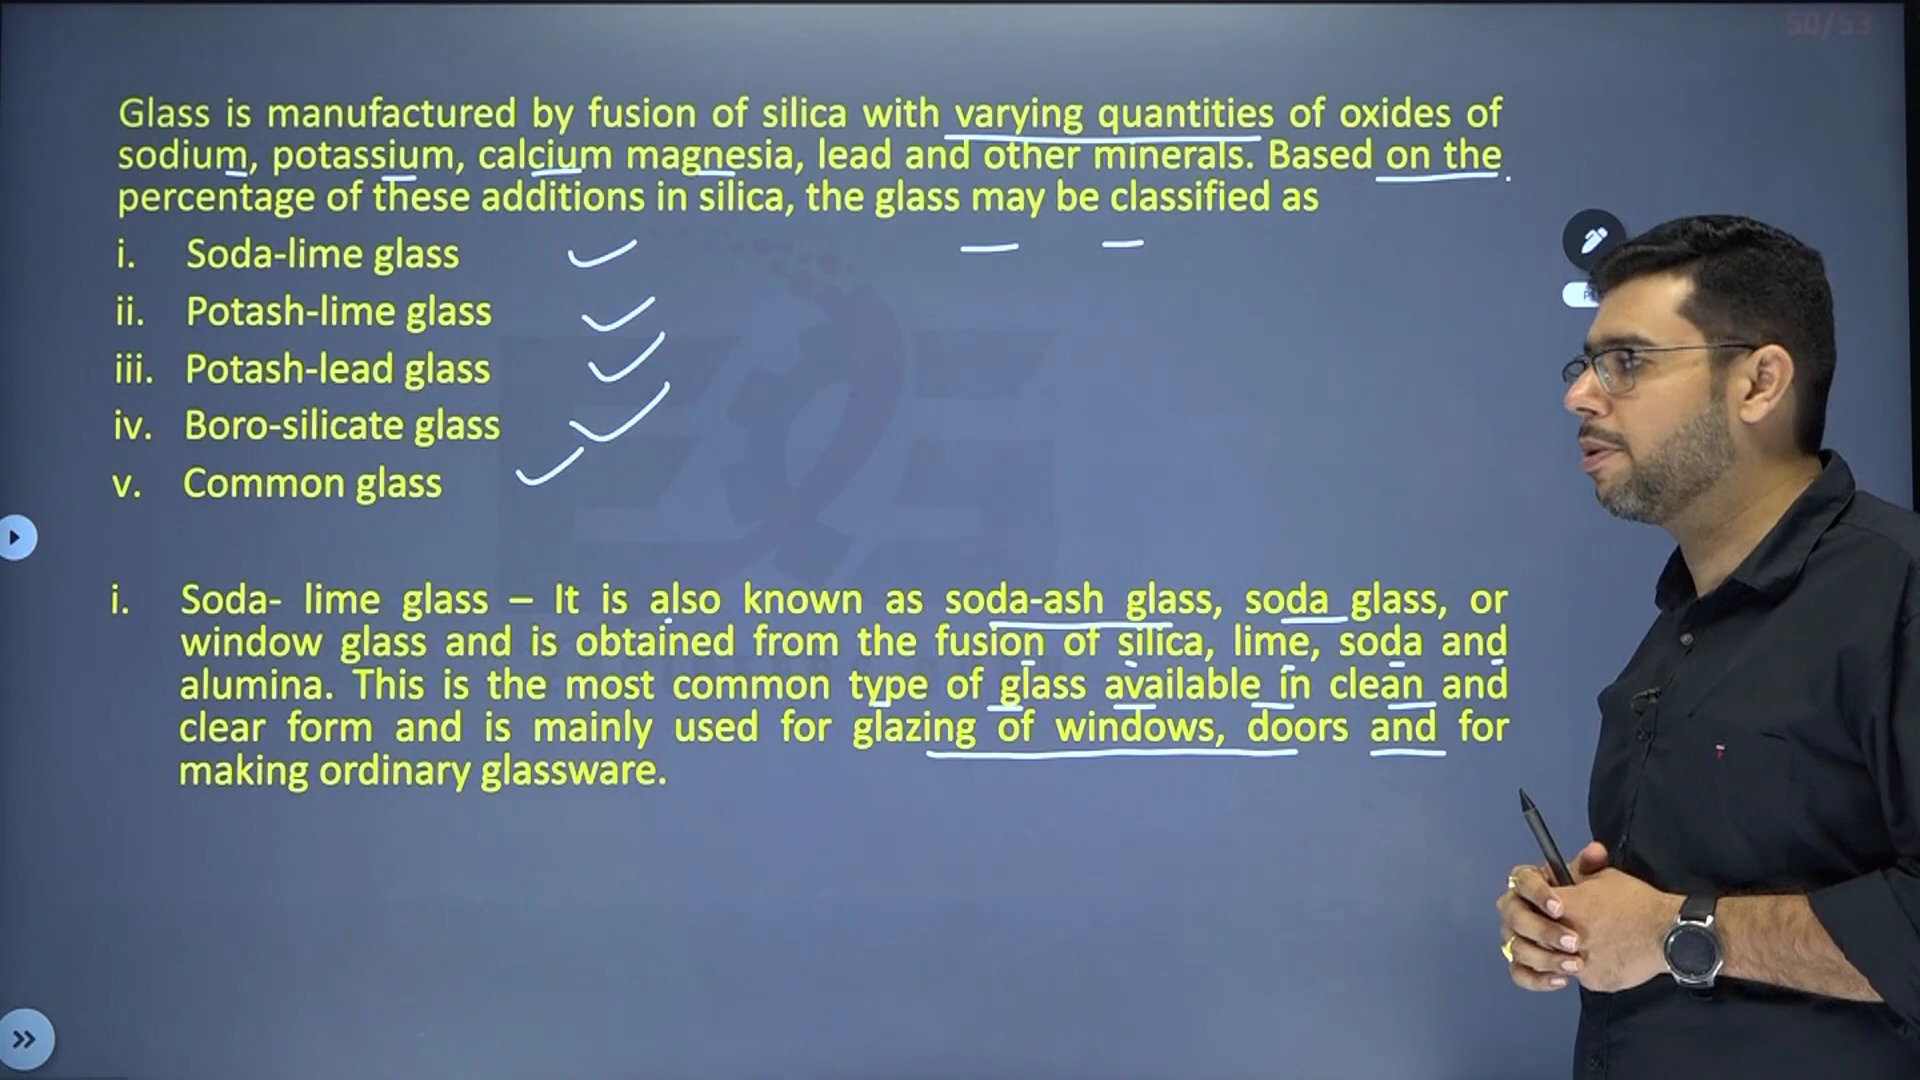 50/53
Glass is manufactured by fusion of silica with varying quantities of oxides of
sodium, potassium, calcium magnesia, lead and other minerals. Based on the
percentage of these additions in silica, the glass may be classified as
i. Soda-lime glass
ii. Potash-lime glass
iii. Potash-lead glass
iv. Boro-silicate glass
v. Common glass
i. Soda- lime glass – It is also known as soda-ash glass, soda glass, or
window glass and is obtained from the fusion of silica, lime, soda and
alumina. This is the most common type of glass available in clean and
clear form and is mainly used for glazing of windows, doors and for
making ordinary glassware.